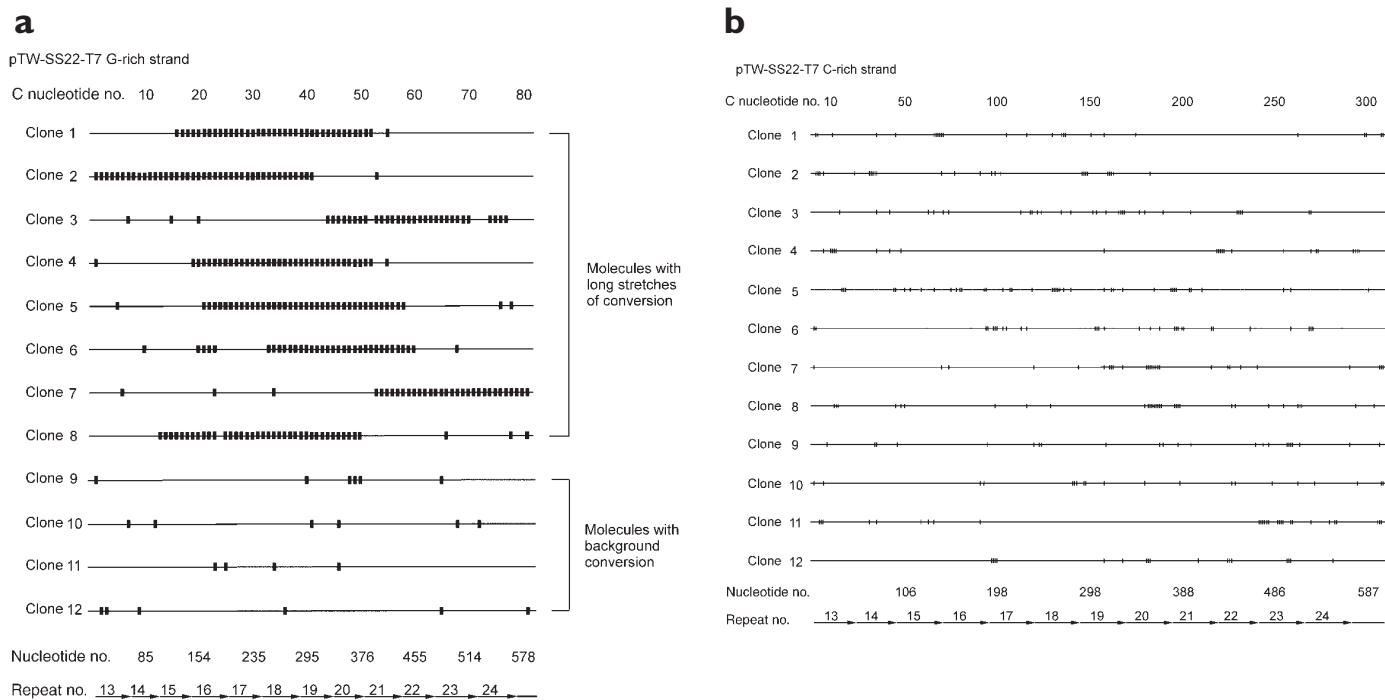 a
pTW-SS22-T7 G-rich strand
C nucleotide no. 10 20 30 40 50 60 70 80
Clone 1
Clone 2
Clone 3
Clone 4
Clone 5
Clone 6
Clone 7
Clone 8
Clone 9
Clone 10
Clone 11
Clone 12
Molecules with
long stretches
of conversion
Molecules with
background
conversion
Nucleotide no. 85 154 235 295 376 455 514 578
Repeat no. 13 14 15 16 17 18 19 20 21 22 23 24
b
pTW-SS22-T7 C-rich strand
C nucleotide no. 10 50 100 150 200 250 300
Clone 1
Clone 2
Clone 3
Clone 4
Clone 5
Clone 6
Clone 7
Clone 8
Clone 9
Clone 10
Clone 11
Clone 12
Nucleotide no. 106 198 298 388 486 587
Repeat no. 13 14 15 16 17 18 19 20 21 22 23 24